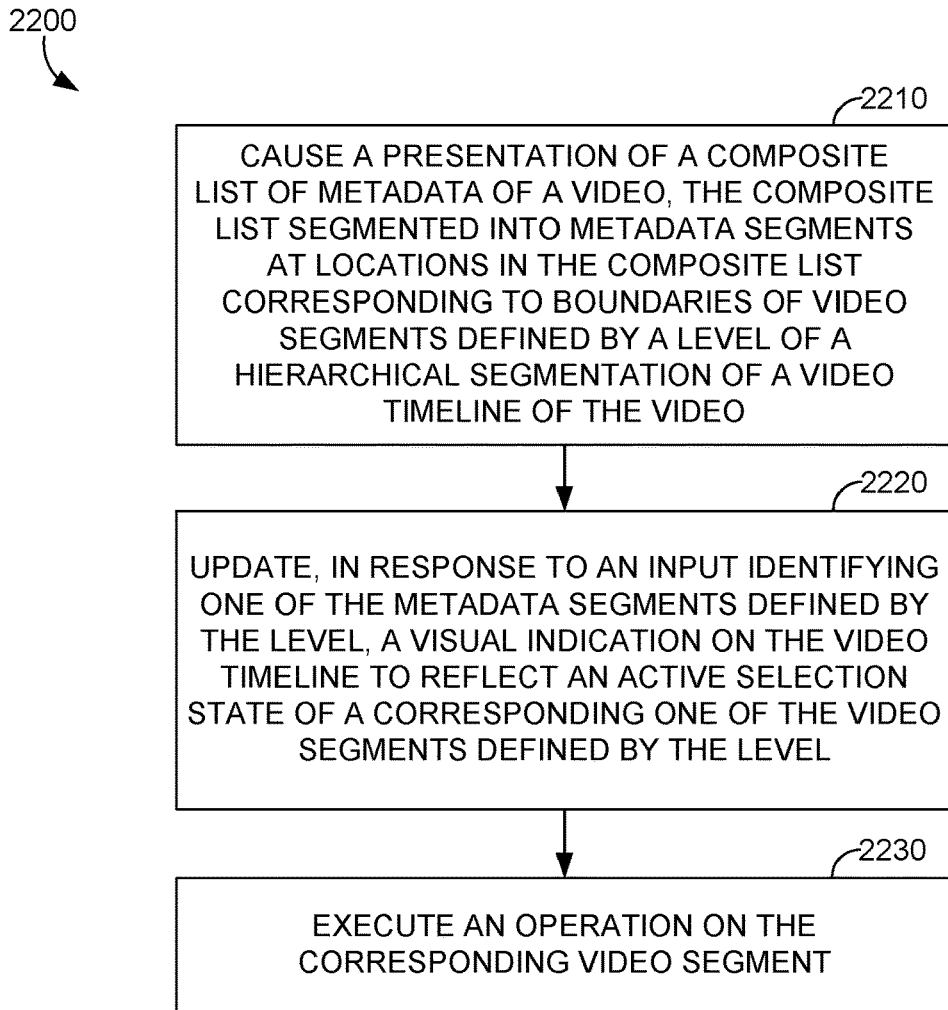 2200
2210
CAUSE A PRESENTATION OF A COMPOSITE
LIST OF METADATA OF A VIDEO, THE COMPOSITE
LIST SEGMENTED INTO METADATA SEGMENTS
AT LOCATIONS IN THE COMPOSITE LIST
CORRESPONDING TO BOUNDARIES OF VIDEO
SEGMENTS DEFINED BY A LEVEL OF A
HIERARCHICAL SEGMENTATION OF A VIDEO
TIMELINE OF THE VIDEO
2220
UPDATE, IN RESPONSE TO AN INPUT IDENTIFYING
ONE OF THE METADATA SEGMENTS DEFINED BY
THE LEVEL, A VISUAL INDICATION ON THE VIDEO
TIMELINE TO REFLECT AN ACTIVE SELECTION
STATE OF A CORRESPONDING ONE OF THE VIDEO
SEGMENTS DEFINED BY THE LEVEL
2230
EXECUTE AN OPERATION ON THE
CORRESPONDING VIDEO SEGMENT